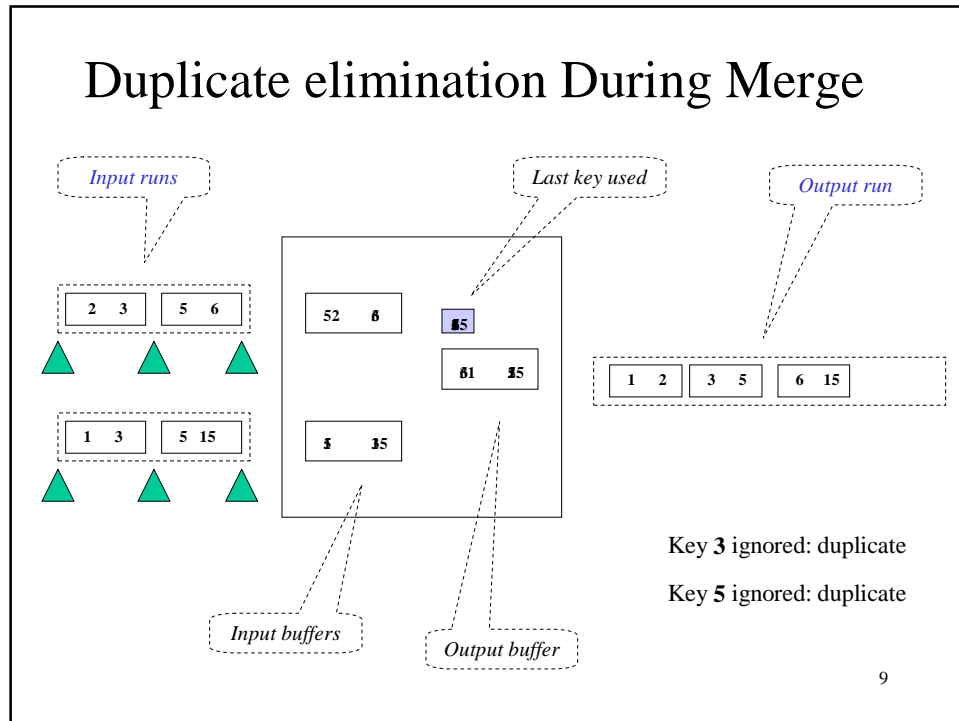 Duplicate elimination During Merge
Input runs
Last key used
Output run
2 3 5 6
1 3 5 15
1 2 3 5 6 15
Key 3 ignored: duplicate
Key 5 ignored: duplicate
Input buffers
Output buffer
9